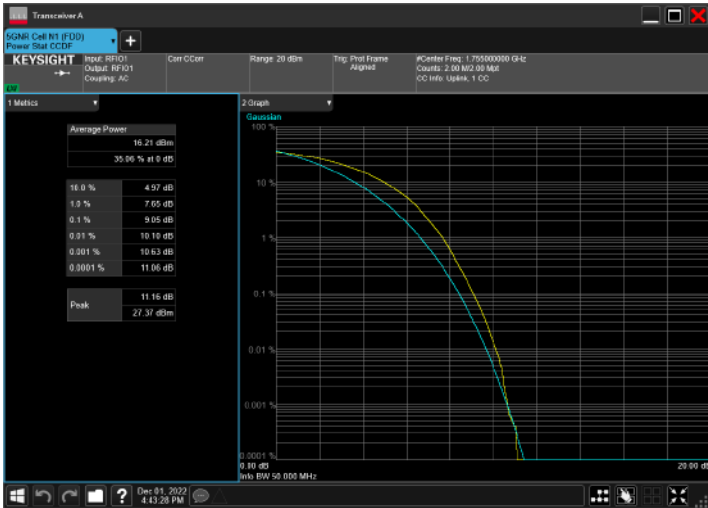 Transceiver A
5GNR Cell N1 (FDD)
Power Stat CCDF
KEYSIGHT
Input: RFIO1
Output: RFIO1
Coupling: AC
Corr CCorr
Range: 20 dBm
Trig: Prot Frame
Aligned
#Center Freq: 1.755000000 GHz
Counts: 2.00 M/2.00 Mpt
CC Info: Uplink, 1 CC
1 Metrics
Average Power
16.21 dBm
35.06 % at 0 dB
10.0 % 4.97 dB
1.0 % 7.65 dB
0.1 % 9.05 dB
0.01 % 10.10 dB
0.001 % 10.63 dB
0.0001 % 11.06 dB
Peak
11.16 dB
27.37 dBm
2 Graph
Gaussian
100 %
10 %
1 %
0.1 %
0.01 %
0.001 %
0.0001 %
0.00 dB
20.00 dB
Info BW 50.000 MHz
?
Dec 01, 2022
4:43:28 PM